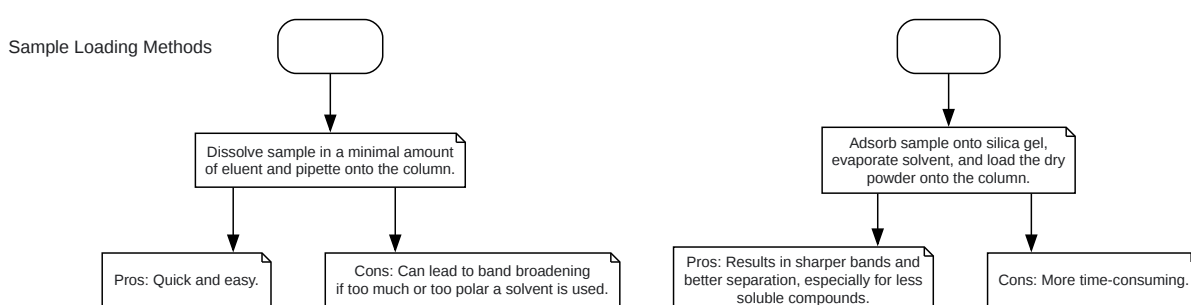 Sample Loading Methods
Dissolve sample in a minimal amount
of eluent and pipette onto the column.
Adsorb sample onto silica gel,
evaporate solvent, and load the dry
powder onto the column.
Pros: Quick and easy.
Cons: Can lead to band broadening
if too much or too polar a solvent is used.
Pros: Results in sharper bands and
better separation, especially for less
soluble compounds.
Cons: More time-consuming.